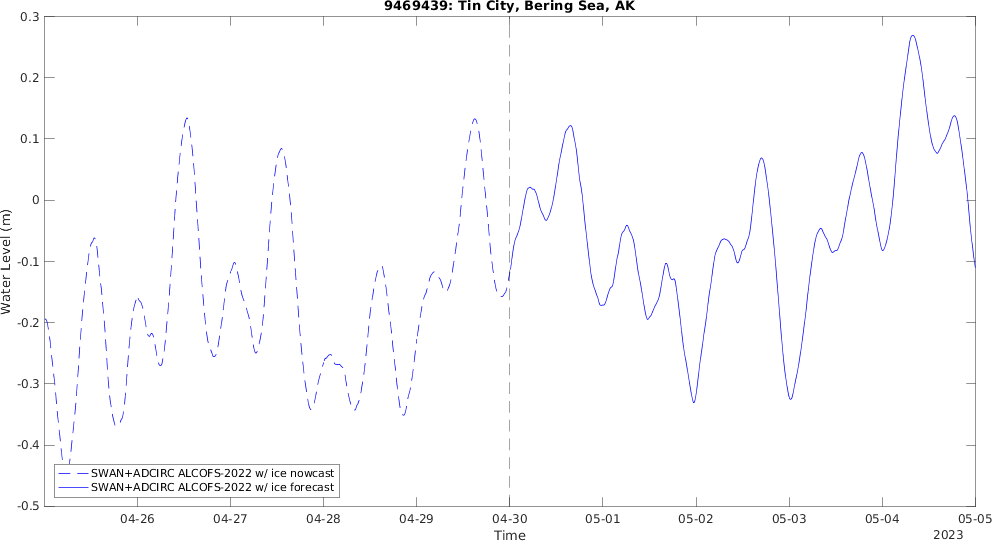 9469439: Tin City, Bering Sea, AK
0.3
0.2
0.1
0
-0.1
-0.2
-0.3
-0.4
-0.5
Water Level (m)
SWAN+ADCIRC ALCOFS-2022 w/ ice nowcast
SWAN+ADCIRC ALCOFS-2022 w/ ice forecast
04-26 04-27 04-28 04-29 04-30 05-01 05-02 05-03 05-04 05-05
Time
2023